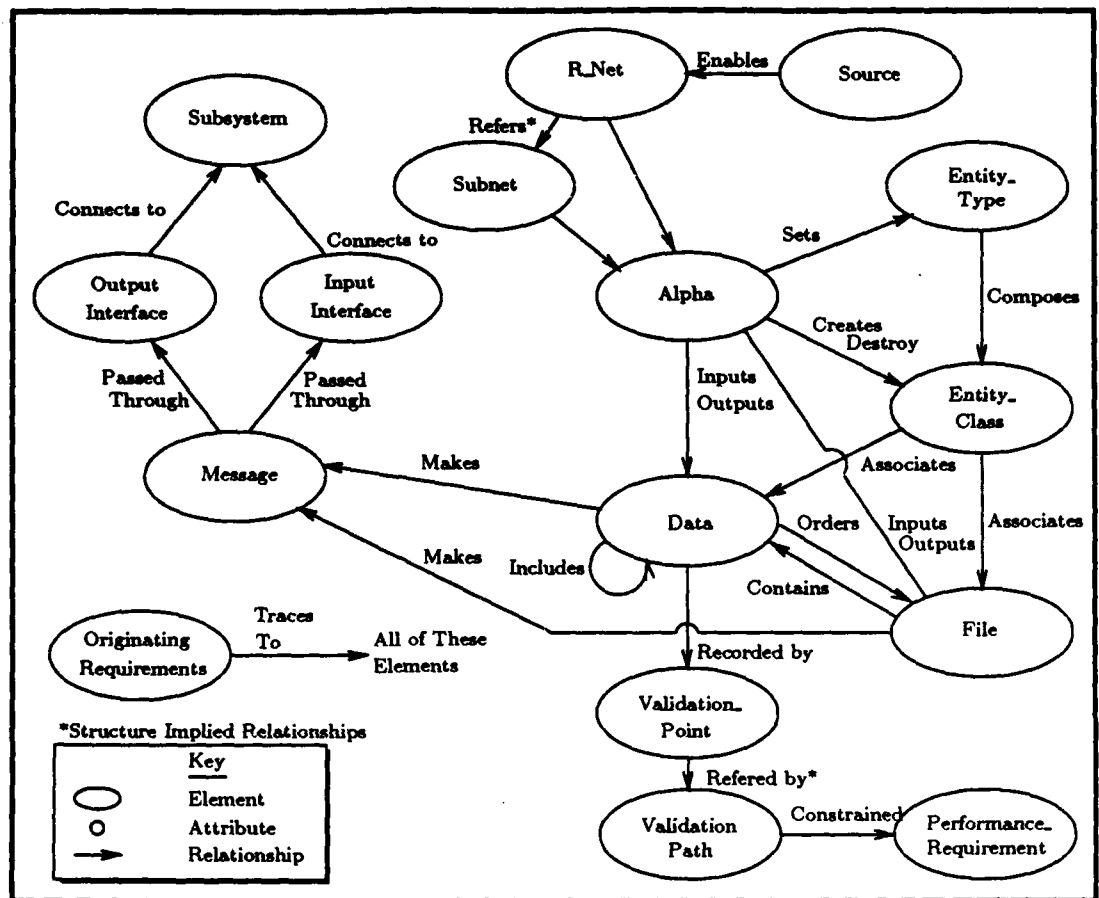 R_Net
Enables
Source
Subsystem
Refers*
Subnet
Entity_
Type
Connects to
Connects to
Sets
Output
Interface
Input
Interface
Alpha
Composes
Creates
Destroy
Passed
Through
Passed
Through
Inputs
Outputs
Entity_
Class
Message
Makes
Associates
Data
Orders
Inputs
Outputs
Associates
Makes
Includes
Contains
Originating
Requirements
Traces
To
All of These
Elements
File
Recorded by
Validation_
Point
*Structure Implied Relationships
Key
Element
Attribute
Relationship
Refered by*
Validation
Path
Constrained
Performance_
Requirement